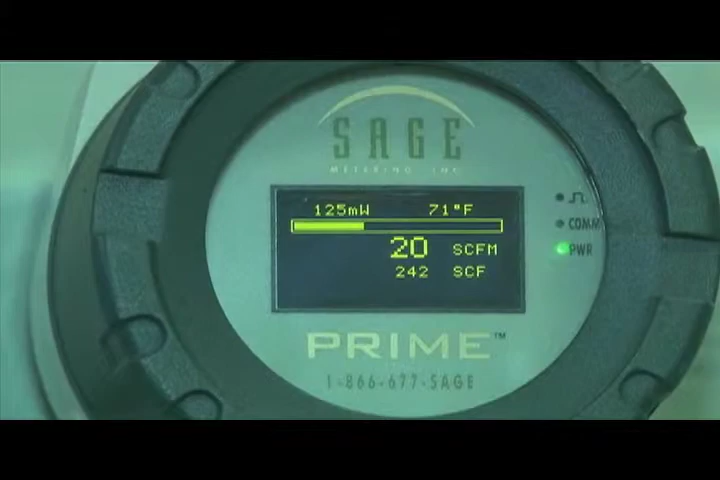 SAGE
METERING, INC.
125mW 71°F
20 SCFM
242 SCF
COMM
PWR
PRIME™
1-866-677-SAGE